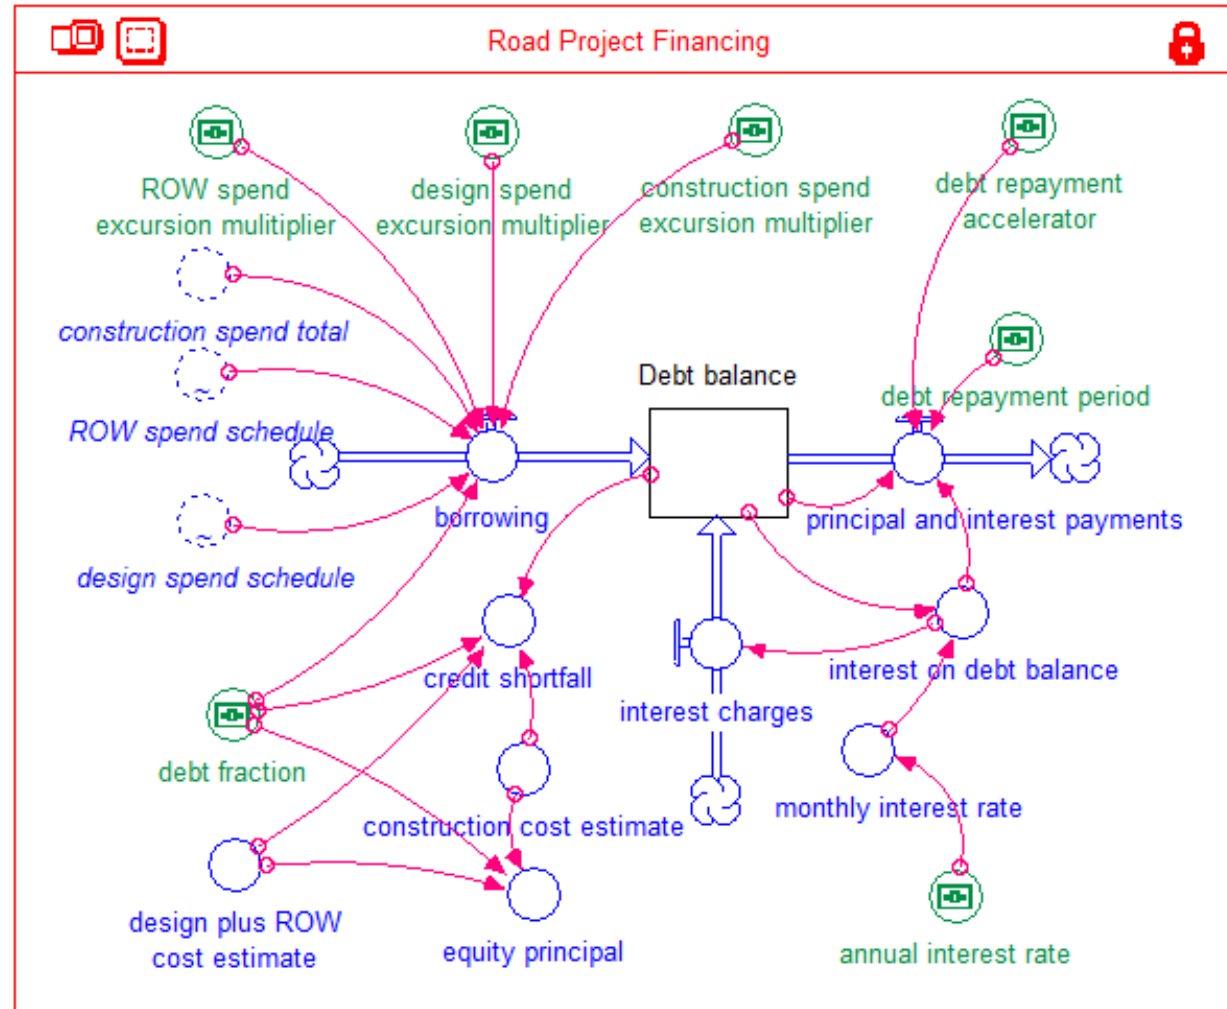 Road Project Financing
ROW spend
excursion mulitiplier
design spend
excursion multiplier
construction spend
excursion multiplier
debt repayment
accelerator
construction spend total
Debt balance
debt repayment period
ROW spend schedule
borrowing
principal and interest payments
design spend schedule
credit shortfall
interest on debt balance
interest charges
debt fraction
construction cost estimate
monthly interest rate
design plus ROW
cost estimate
equity principal
annual interest rate